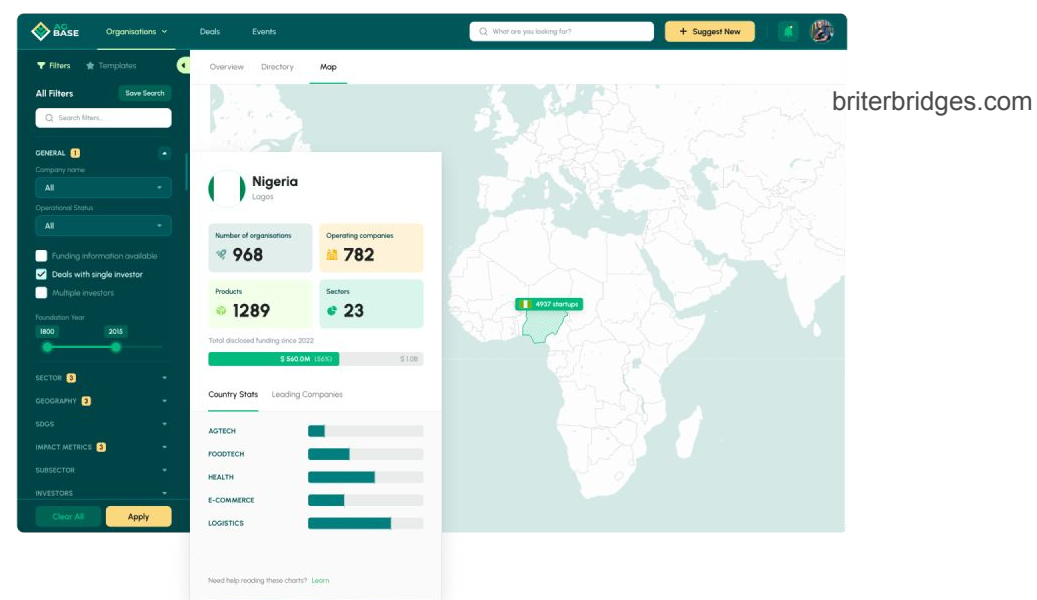 AG
BASE
Organisations
Deals
Events
What are you looking for?
+ Suggest New
Filters
Templates
Overview
Directory
Map
All Filters
Save Search
Search filters..
GENERAL 1
Company name
All
Operational Status
All
Funding information available
Deals with single investor
Multiple investors
Foundation Year
1800
2015
SECTOR 3
GEOGRAPHY 3
SDGS
IMPACT METRICS 3
SUBSECTOR
INVESTORS
Clear All
Apply
Nigeria
Lagos
Number of organisations
968
Operating companies
782
Products
1289
Sectors
23
Total disclosed funding since 2022
$ 560.0M (56%)
$ 1.0B
Country Stats
Leading Companies
AGTECH
FOODTECH
HEALTH
E-COMMERCE
LOGISTICS
Need help reading these charts? Learn
4937 startups
briterbridges.com